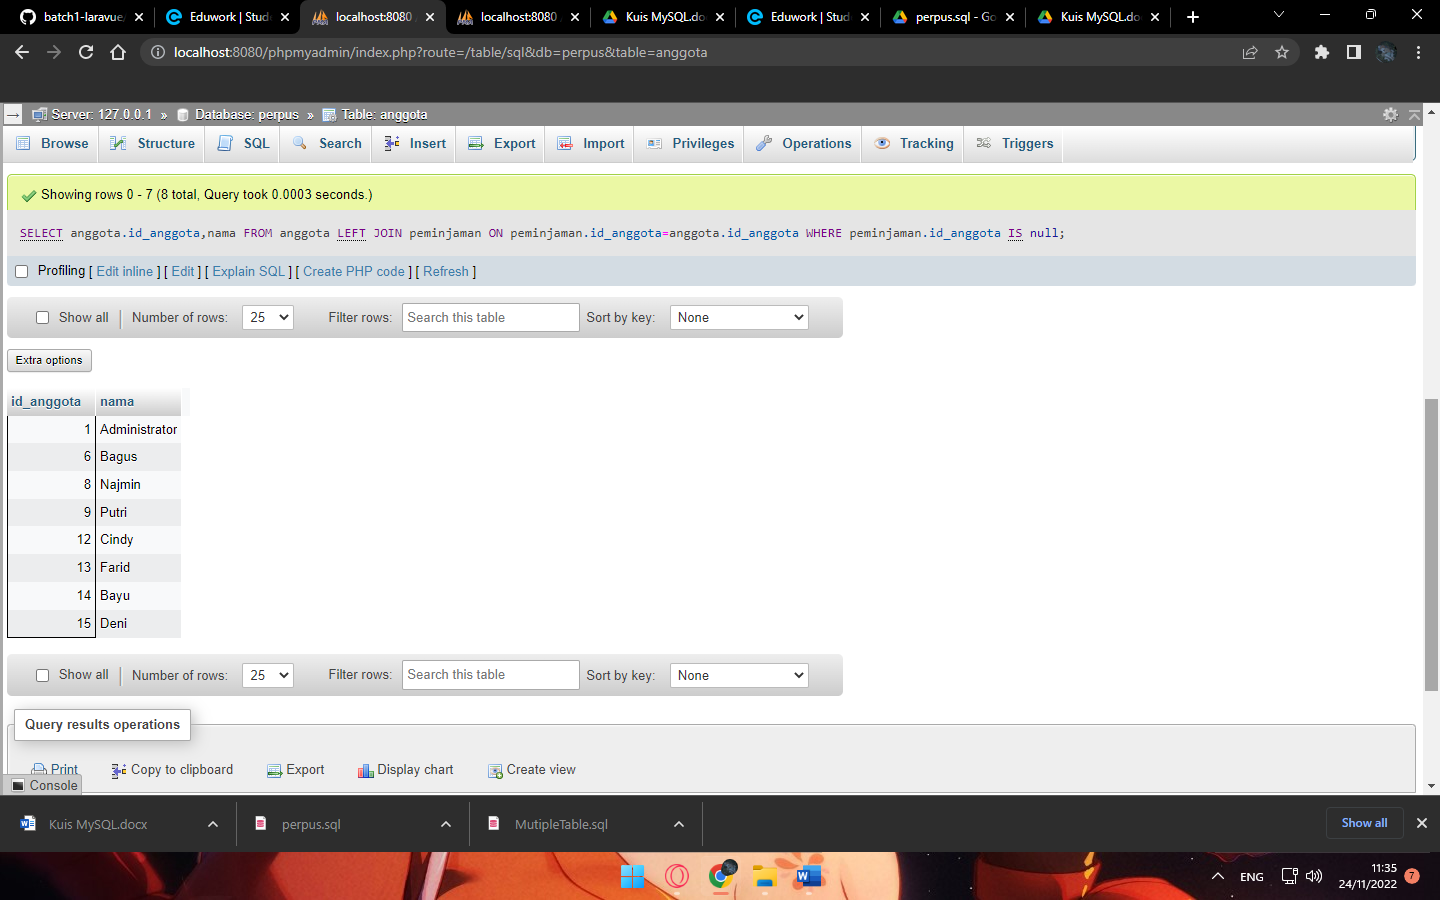 batch1-laravue,
Eduwork | Stud
localhost:8080
localhost:8080
Kuis MySQL.do
Eduwork | Stud
perpus.sql - Go
Kuis MySQL.do
localhost:8080/phpmyadmin/index.php?route=/table/sql&db=perpus&table=anggota
Server: 127.0.0.1 » Database: perpus » Table: anggota
Browse Structure SQL Search Insert Export Import Privileges Operations Tracking Triggers
Showing rows 0 - 7 (8 total, Query took 0.0003 seconds.)
SELECT anggota.id_anggota,nama FROM anggota LEFT JOIN peminjaman ON peminjaman.id_anggota=anggota.id_anggota WHERE peminjaman.id_anggota IS null;
Profiling [ Edit inline ] [ Edit ] [ Explain SQL ] [ Create PHP code ] [ Refresh ]
Show all | Number of rows: 25 Filter rows: Search this table Sort by key: None
Extra options
id_anggota nama
1 Administrator
6 Bagus
8 Najmin
9 Putri
12 Cindy
13 Farid
14 Bayu
15 Deni
Show all | Number of rows: 25 Filter rows: Search this table Sort by key: None
Query results operations
Print Copy to clipboard Export Display chart Create view
Console
Kuis MySQL.docx perpus.sql MutipleTable.sql Show all
ENG
11:35
24/11/2022
7